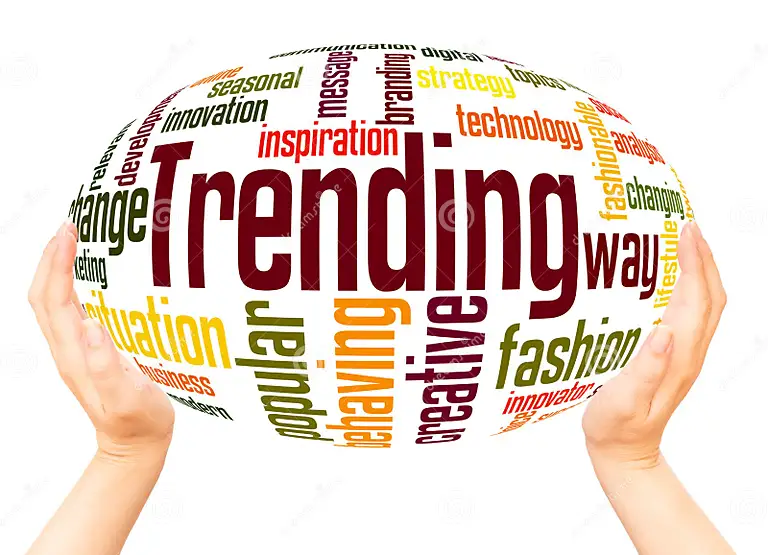 communication digital
online
seasonal
message
branding
strategy
topics
development
innovation
inspiration
technology
fashionable
relevant
analysis
Trending
change
changing
way
lifestyle
situation
popular
behaving
creative
fashion
business
innovator
modern
dreamstime